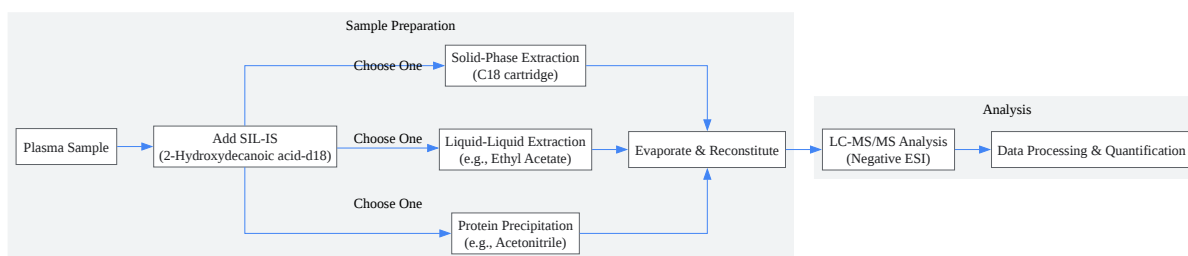 Sample Preparation
Choose One
Solid-Phase Extraction
(C18 cartridge)
Plasma Sample
Add SIL-IS
(2-Hydroxydecanoic acid-d18)
Choose One
Liquid-Liquid Extraction
(e.g., Ethyl Acetate)
Choose One
Protein Precipitation
(e.g., Acetonitrile)
Evaporate & Reconstitute
Analysis
LC-MS/MS Analysis
(Negative ESI)
Data Processing & Quantification